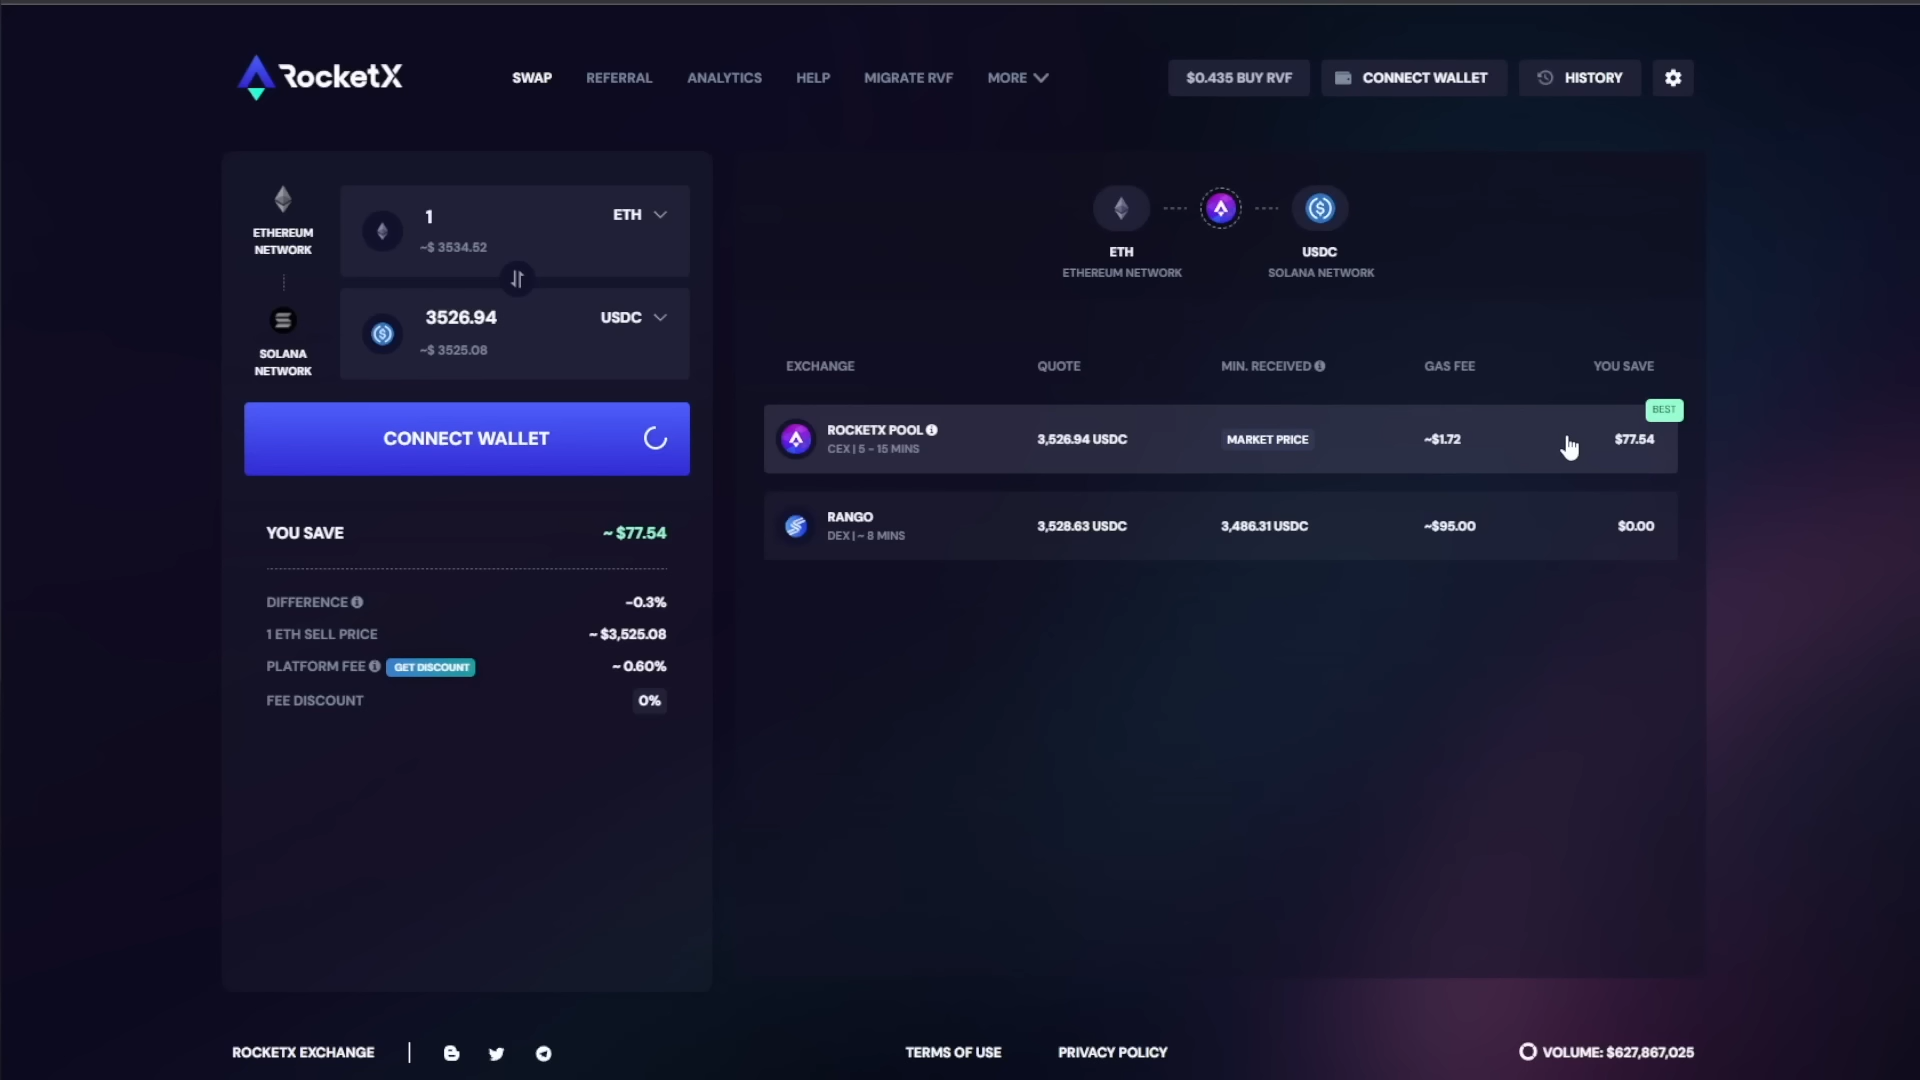 RocketX
SWAP
REFERRAL
ANALYTICS
HELP
MIGRATE RVF
MORE
$0.435 BUY RVF
CONNECT WALLET
HISTORY
ETHEREUM
NETWORK
1
ETH
~$ 3534.52
SOLANA
NETWORK
3526.94
USDC
~$ 3525.08
CONNECT WALLET
YOU SAVE
~ $77.54
DIFFERENCE
-0.3%
1 ETH SELL PRICE
~ $3,525.08
PLATFORM FEE
GET DISCOUNT
~ 0.60%
FEE DISCOUNT
0%
ETH
ETHEREUM NETWORK
USDC
SOLANA NETWORK
EXCHANGE
QUOTE
MIN. RECEIVED
GAS FEE
YOU SAVE
BEST
ROCKETX POOL
CEX | 5 - 15 MINS
3,526.94 USDC
MARKET PRICE
~$1.72
$77.54
RANGO
DEX | ~ 8 MINS
3,528.63 USDC
3,486.31 USDC
~$95.00
$0.00
ROCKETX EXCHANGE
TERMS OF USE
PRIVACY POLICY
VOLUME: $627,867,025